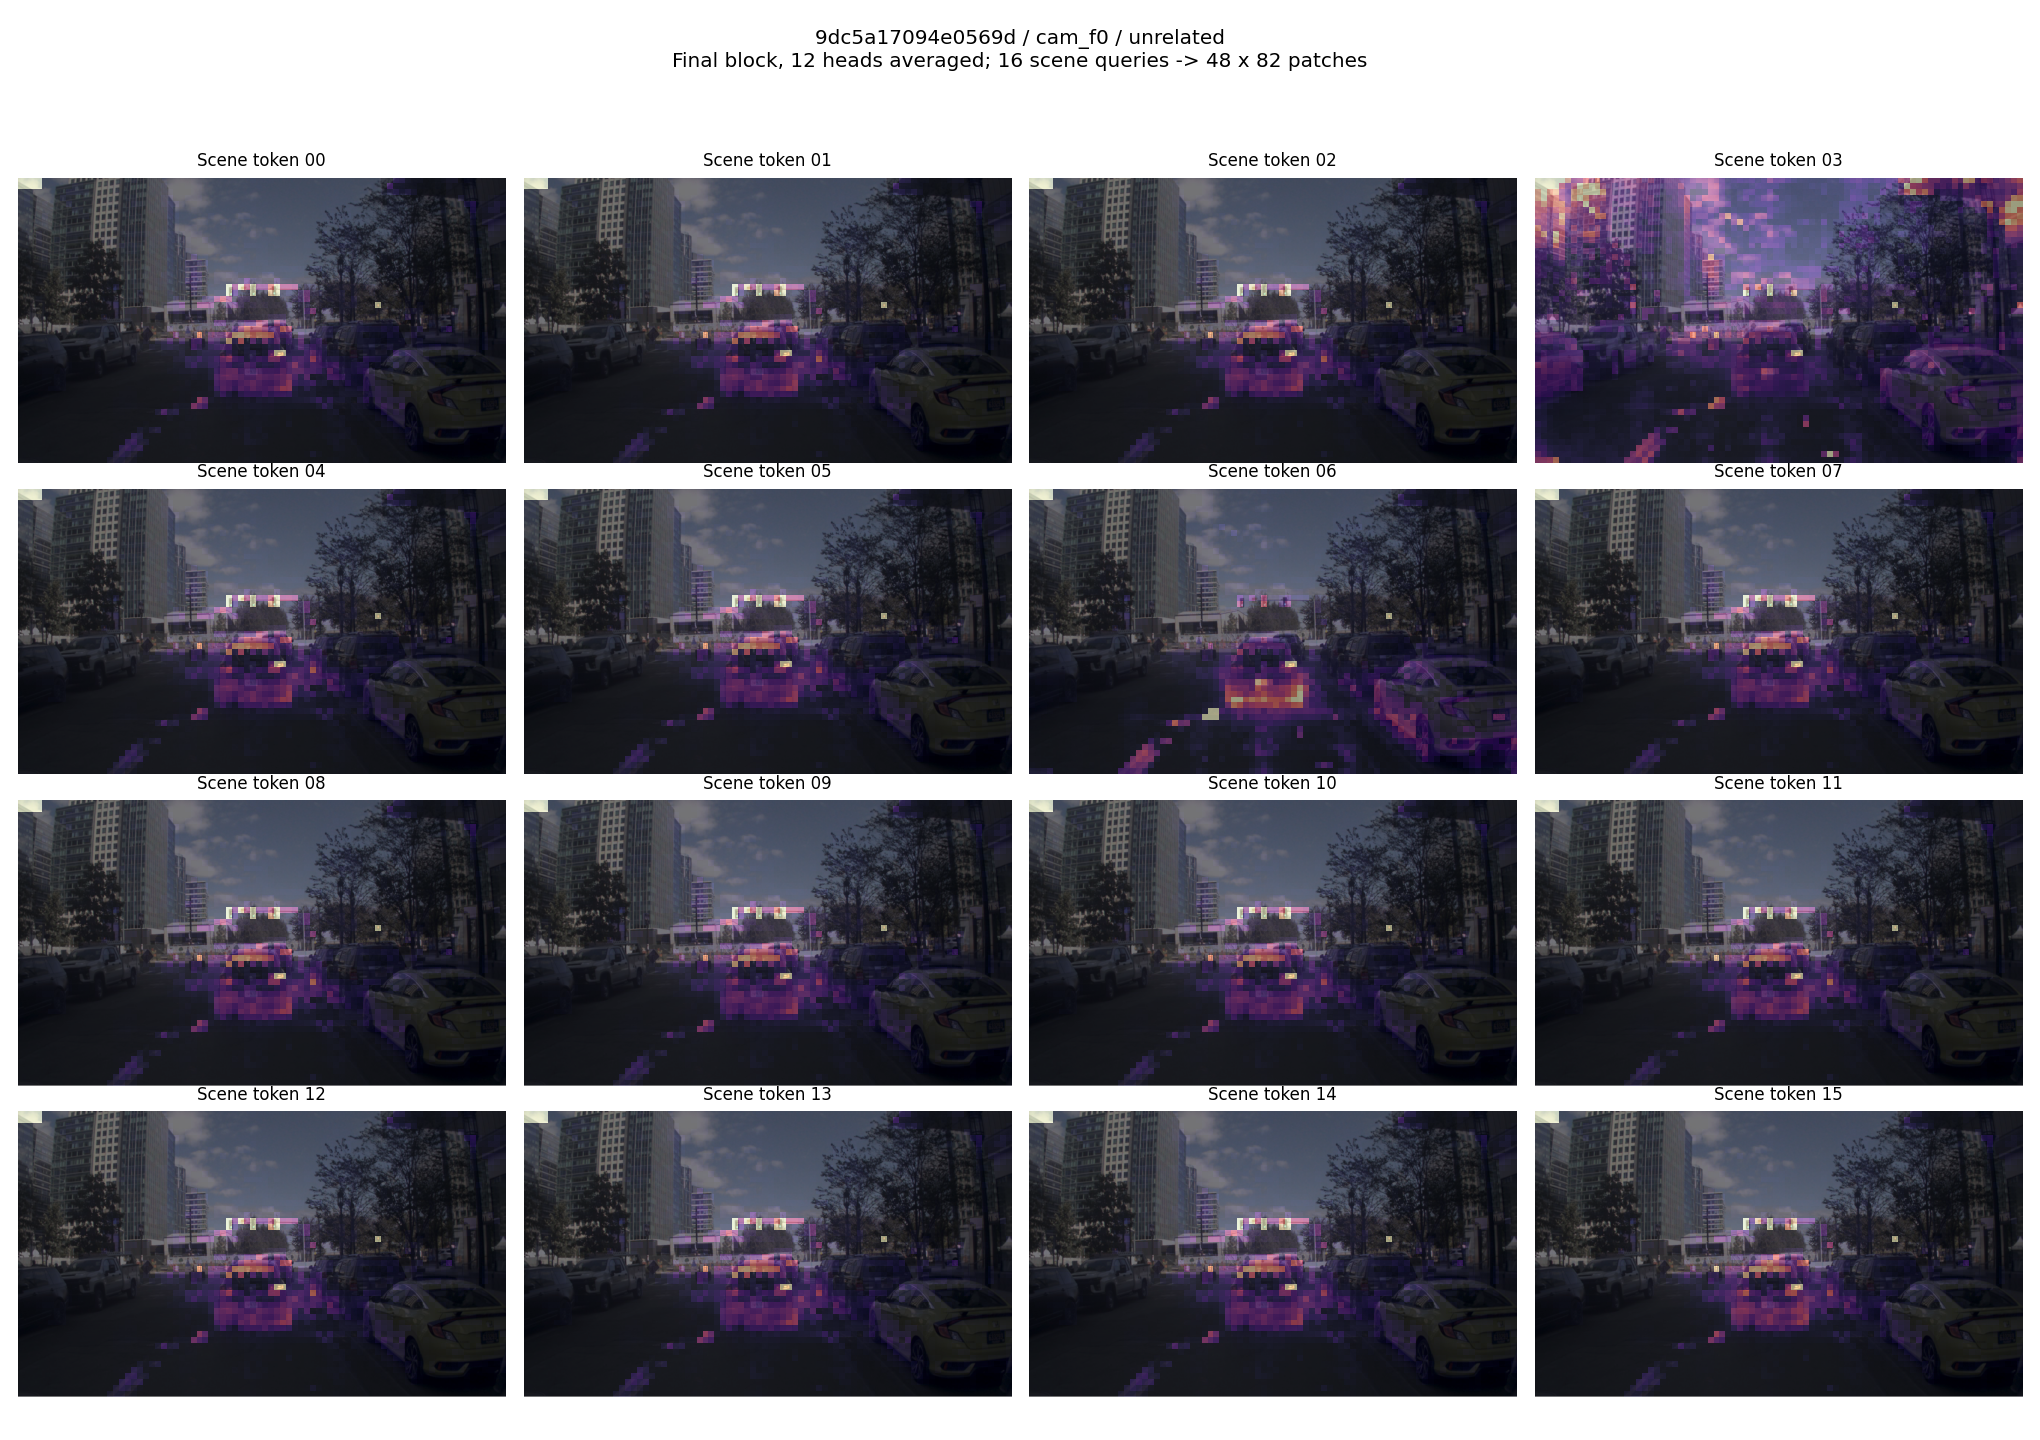 9dc5a17094e0569d / cam_f0 / unrelated
Final block, 12 heads averaged; 16 scene queries -> 48 x 82 patches
Scene token 00
Scene token 01
Scene token 02
Scene token 03
Scene token 04
Scene token 05
Scene token 06
Scene token 07
Scene token 08
Scene token 09
Scene token 10
Scene token 11
Scene token 12
Scene token 13
Scene token 14
Scene token 15